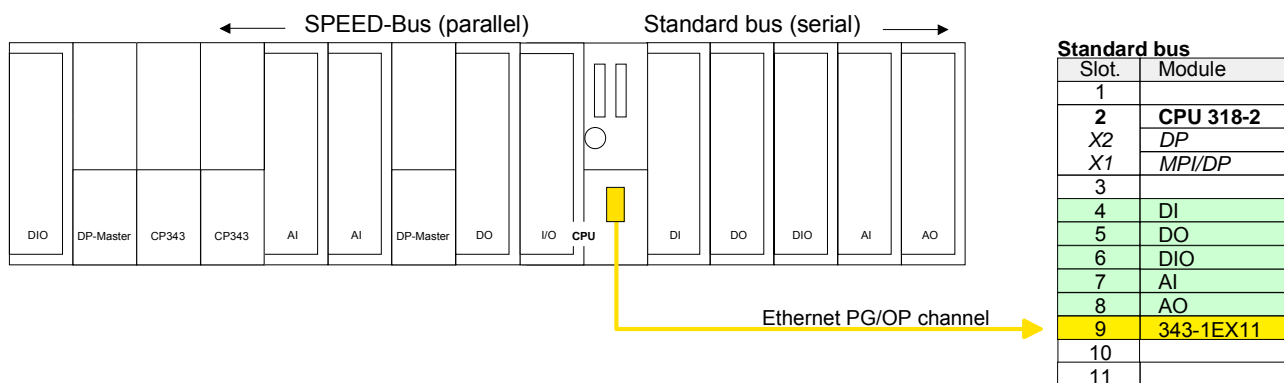 SPEED-Bus (parallel) Standard bus (serial)
DIO DP-Master CP343 CP343 AI AI DP-Master DO I/O CPU DI DO DIO AI AO
Ethernet PG/OP channel
Standard bus
Slot. Module
1
2 CPU 318-2
X2 DP
X1 MPI/DP
3
4 DI
5 DO
6 DIO
7 AI
8 AO
9 343-1EX11
10
11